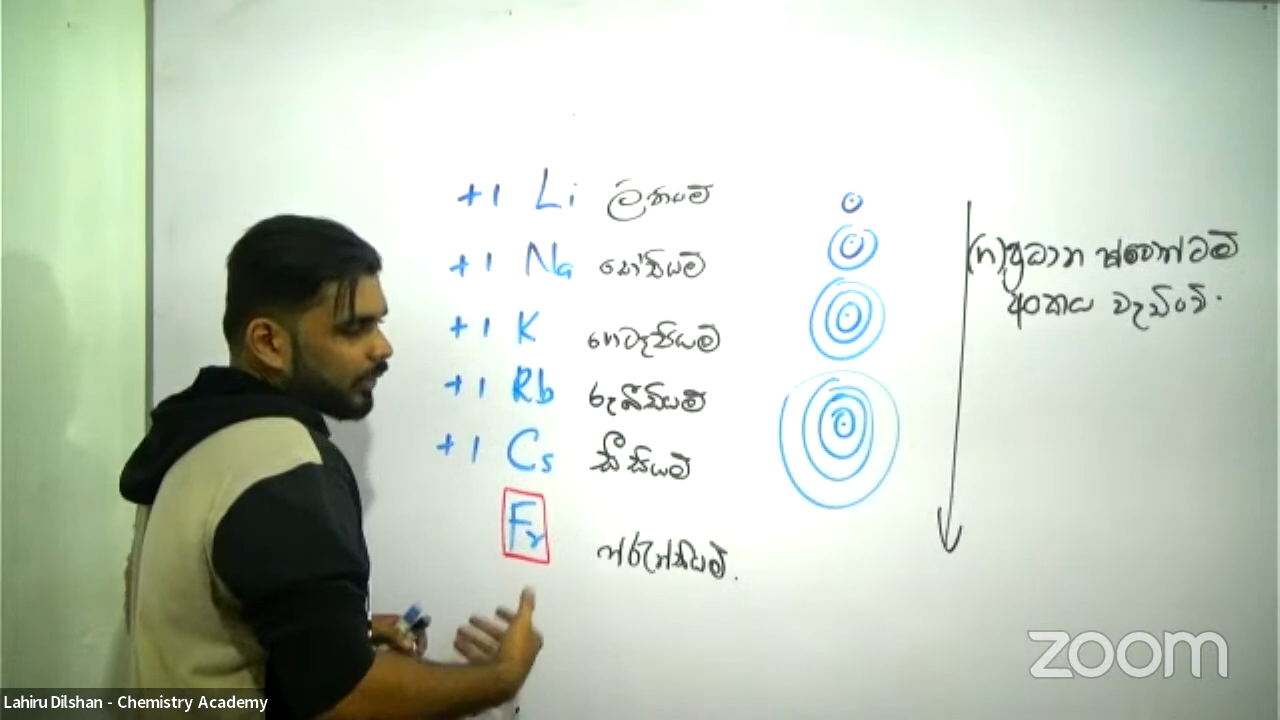 +1 Li ලිතියම්
+1 Na සෝඩියම්
+1 K පොටෑසියම්
+1 Rb රුබීඩියම්
+1 Cs සීසියම්
Fr ෆ්රැන්සියම්.
(n) ප්‍රධාන ක්වොන්ටම්
අංකය වැඩිවේ.
zoom
Lahiru Dilshan - Chemistry Academy